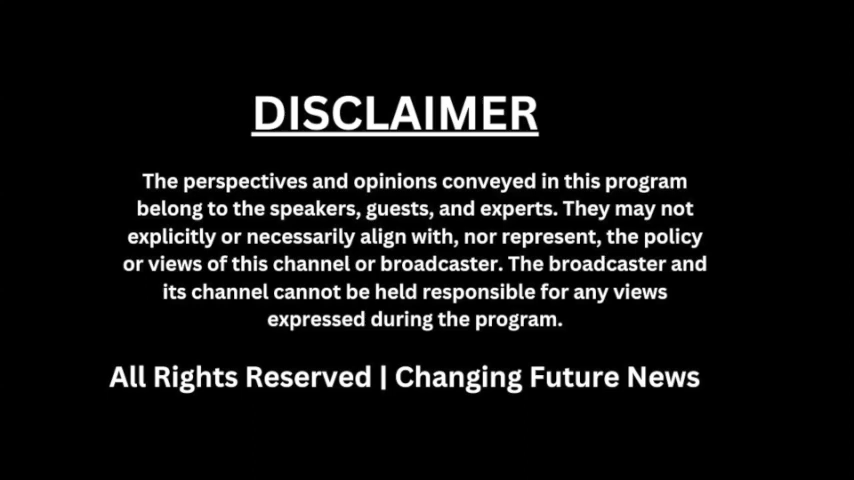 DISCLAIMER
The perspectives and opinions conveyed in this program
belong to the speakers, guests, and experts. They may not
explicitly or necessarily align with, nor represent, the policy
or views of this channel or broadcaster. The broadcaster and
its channel cannot be held responsible for any views
expressed during the program.
All Rights Reserved | Changing Future News